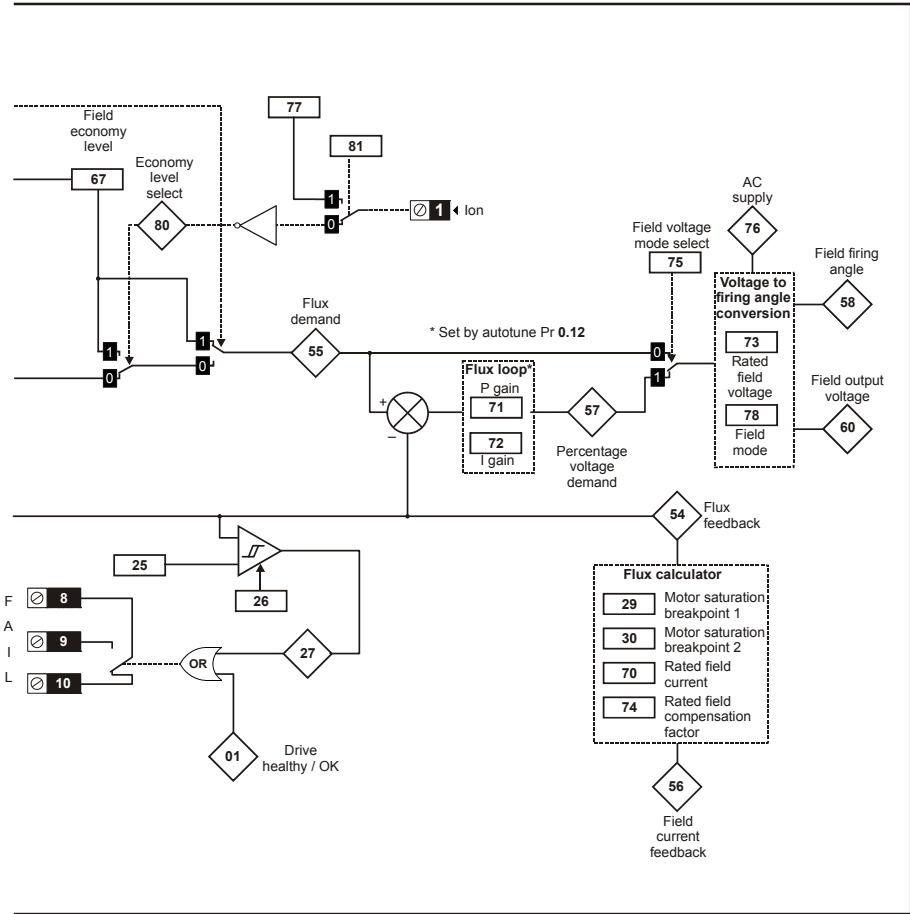 77
Field
economy
level
81
Economy
level
select
67
1
0
1
Ion
AC
supply
76
80
Field voltage
mode select
75
Field firing
angle
58
Voltage to
firing angle
conversion
Flux
demand
55
* Set by autotune Pr 0.12
1
0
1
0
0
1
73
Rated
field
voltage
78
Field
mode
Field output
voltage
60
+
–
Flux loop*
P gain
71
72
I gain
57
Percentage
voltage
demand
54
Flux
feedback
25
26
F
A
I
L
8
9
10
OR
27
01
Drive
healthy / OK
Flux calculator
29
Motor saturation
breakpoint 1
30
Motor saturation
breakpoint 2
70
Rated field
current
74
Rated field
compensation
factor
56
Field
current
feedback